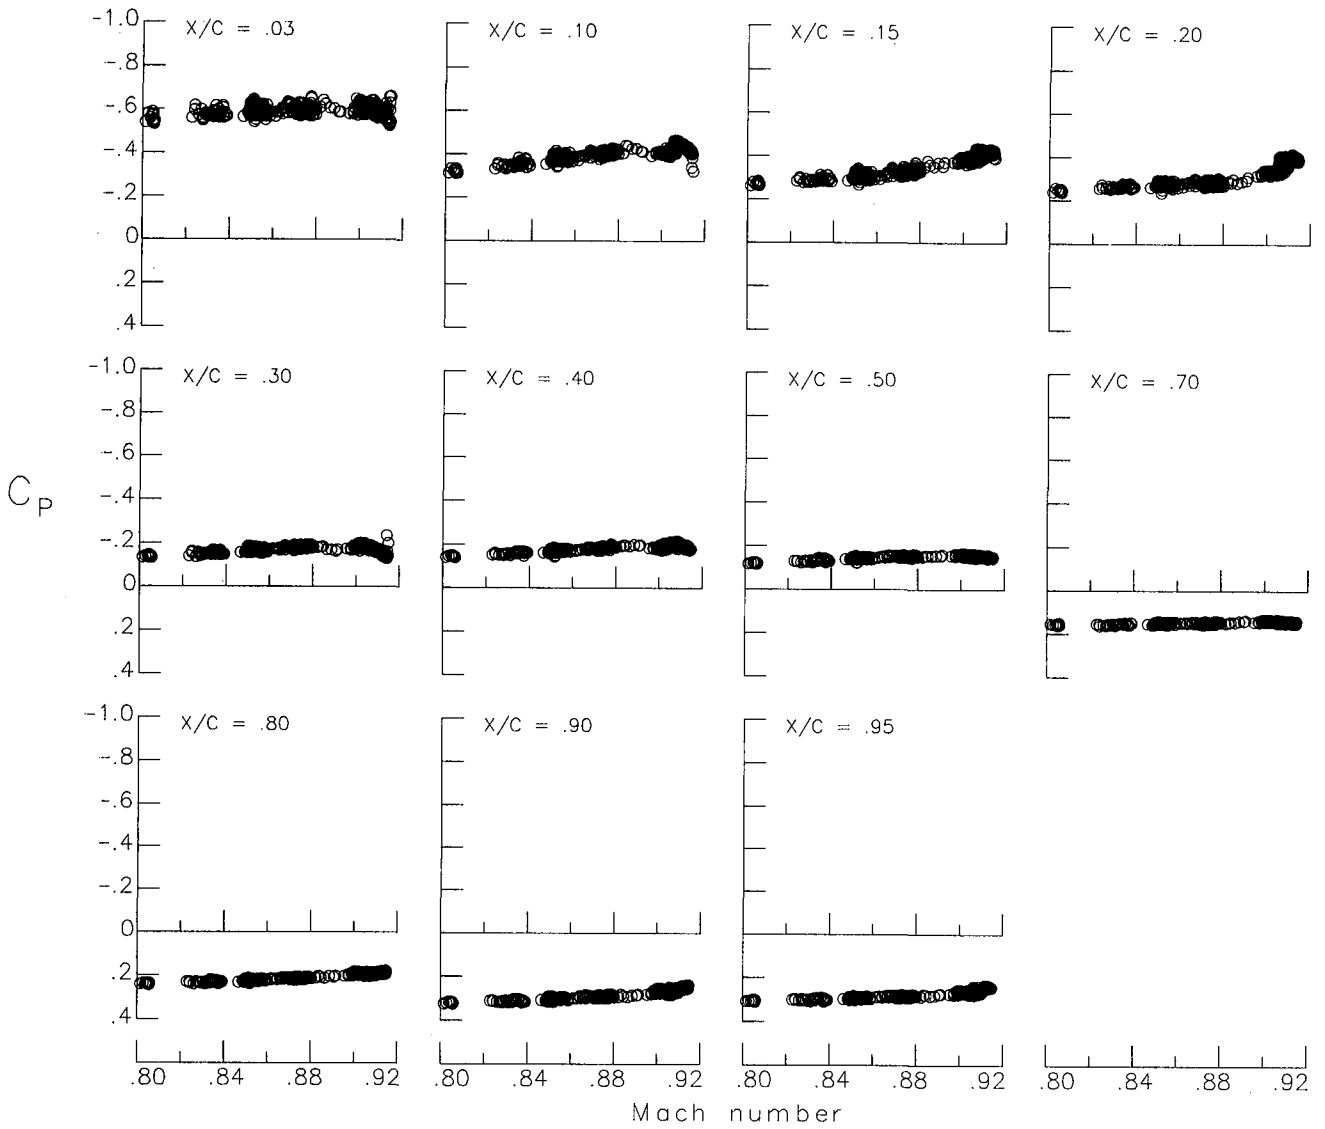 X/C = .03
X/C = .10
X/C = .15
X/C = .20
-1.0
-.8
-.6
-.4
-.2
0
.2
.4
X/C = .30
X/C = .40
X/C = .50
X/C = .70
-1.0
-.8
-.6
-.4
-.2
0
.2
.4
CP
X/C = .80
X/C = .90
X/C = .95
-1.0
-.8
-.6
-.4
-.2
0
.2
.4
.80 .84 .88 .92
.80 .84 .88 .92
.80 .84 .88 .92
.80 .84 .88 .92
Mach number